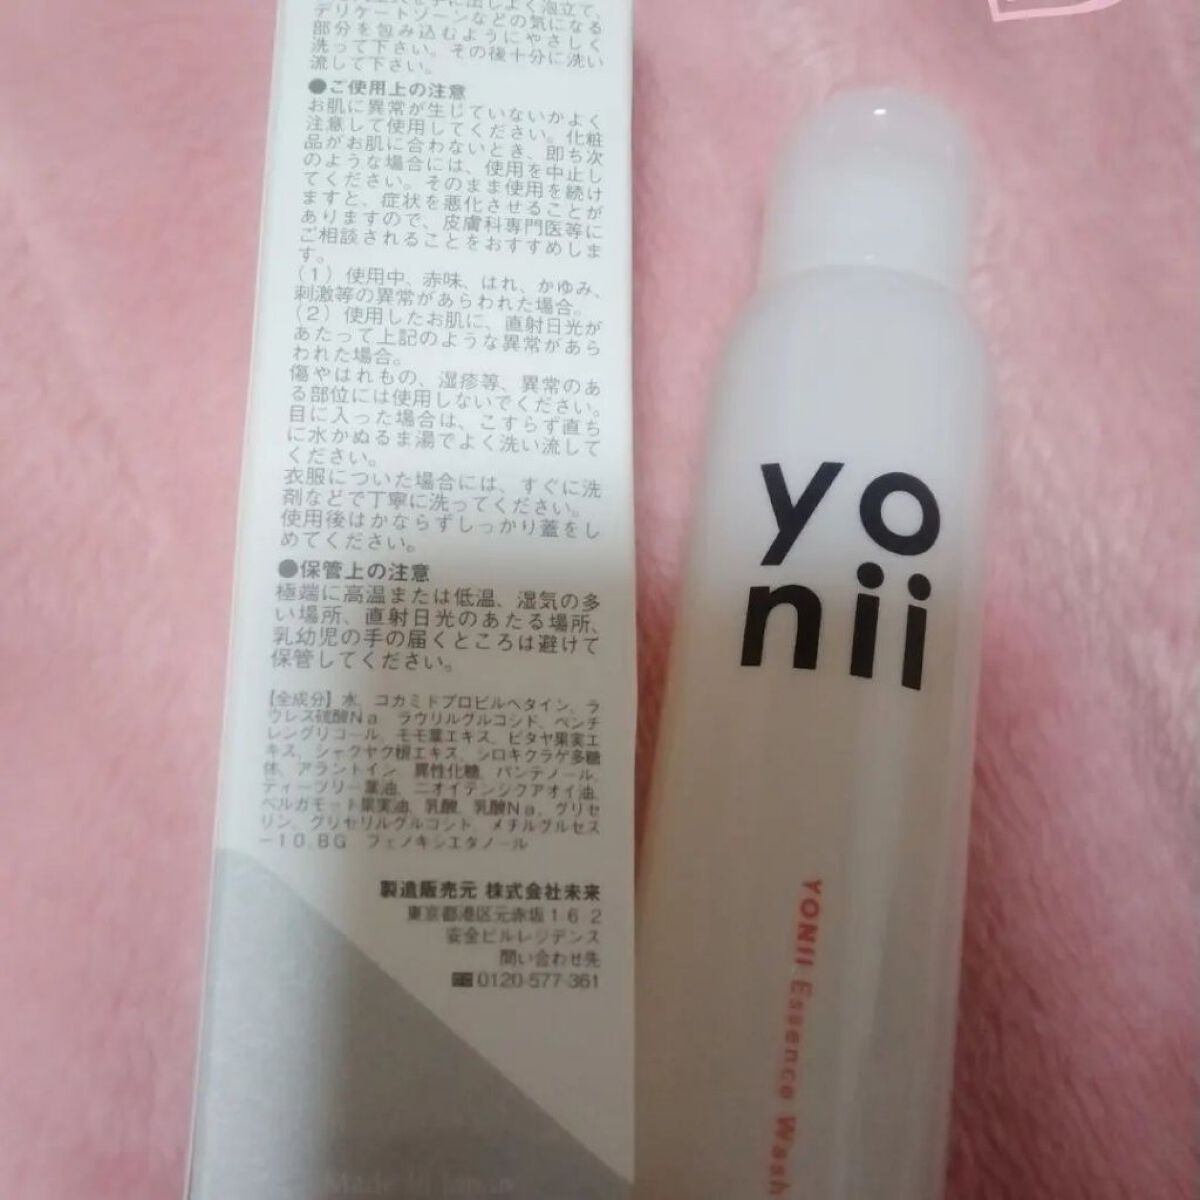 に出しよく泡立て、
デリケートゾーンなどの気になる
部分を包み込むようにやさしく
洗って下さい。その後十分に洗い
流して下さい。
●ご使用上の注意
お肌に異常が生じていないかよく
注意して使用してください。化粧
品がお肌に合わないとき、即ち次
のような場合には、使用を中止し
てください。そのまま使用を続け
ますと、症状を悪化させることが
ありますので、皮膚科専門医等に
ご相談されることをおすすめしま
す。
(1)使用中、赤味、はれ、かゆみ、
刺激等の異常があらわれた場合。
(2)使用したお肌に、直射日光が
あたって上記のような異常があら
われた場合。
傷やはれもの、湿疹等、異常のあ
る部位には使用しないでください。
目に入った場合は、こすらず直ち
に水かぬるま湯でよく洗い流して
ください。
衣服についた場合には、すぐに洗
剤などで丁寧に洗ってください。
使用後はかならずしっかり蓋をし
めてください。
●保管上の注意
極端に高温または低温、湿気の多
い場所、直射日光のあたる場所、
乳幼児の手の届くところは避けて
保管してください。
【全成分】水、コカミドプロピルベタイン、ラ
ウレス硫酸Na ラウリルグルコシド、ペンチ
レングリコール、モモ葉エキス、ピタヤ果実エ
キス、シャクヤク根エキス、シロキクラゲ多糖
体、アラントイン、異性化糖、パンテノール、
ティーツリー葉油、ニオイテンジクアオイ油、
ベルガモット果実油、乳酸、乳酸Na、グリセ
リン、グリセリルグルコシド、メチルグルセス
－10、BG フェノキシエタノール
製造販売元 株式会社未来
東京都港区元赤坂1 6 2
安全ビルレジデンス
問い合わせ先
0120-577-361
Made in Japan
yo
nii
YONII Essence Wash